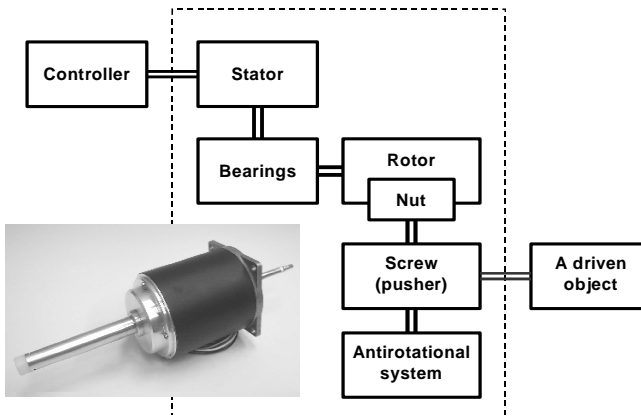 Controller
Stator
Bearings
Rotor
Nut
Screw
(pusher)
A driven
object
Antirotational
system